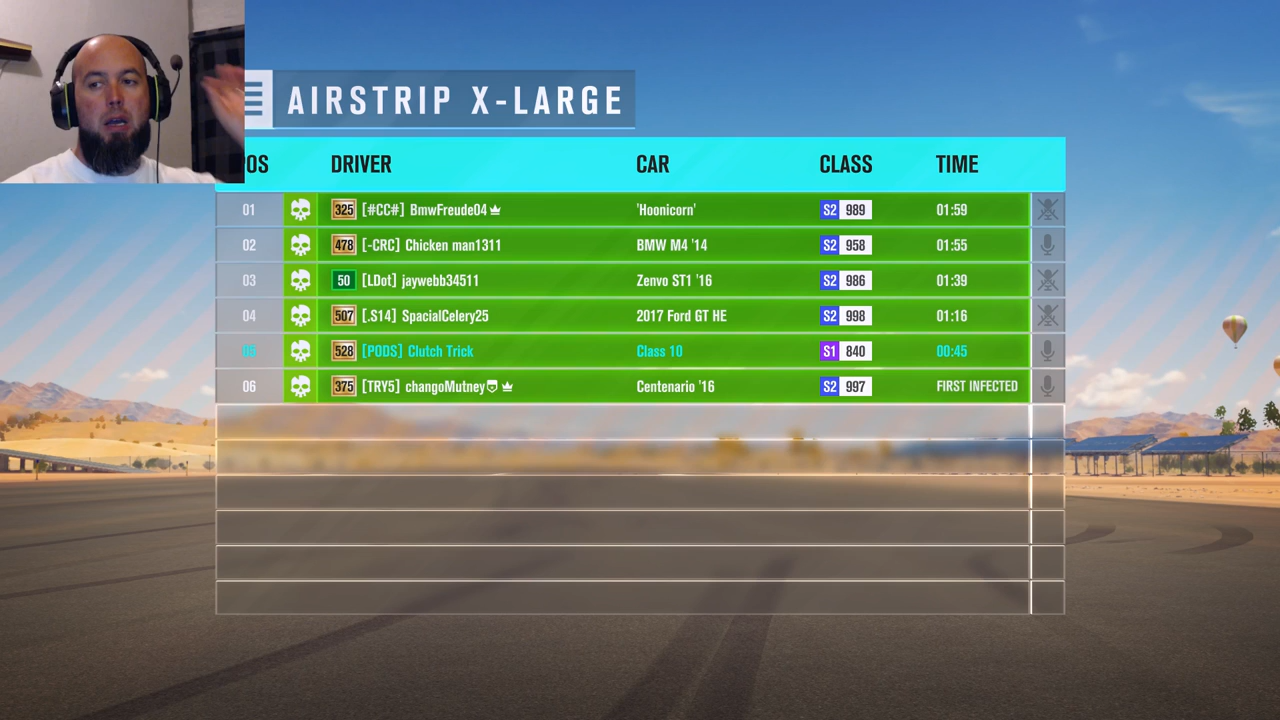 AIRSTRIP X-LARGE
POS DRIVER CAR CLASS TIME
01 325 [#CC#] BmwFreude04 'Hoonicorn' S2 989 01:59
02 478 [-CRC] Chicken man1311 BMW M4 '14 S2 958 01:55
03 50 [LDot] jaywebb34511 Zenvo ST1 '16 S2 986 01:39
04 507 [.S14] SpacialCelery25 2017 Ford GT HE S2 998 01:16
05 528 [PODS] Clutch Trick Class 10 S1 840 00:45
06 375 [TRY5] changoMutney Centenario '16 S2 997 FIRST INFECTED